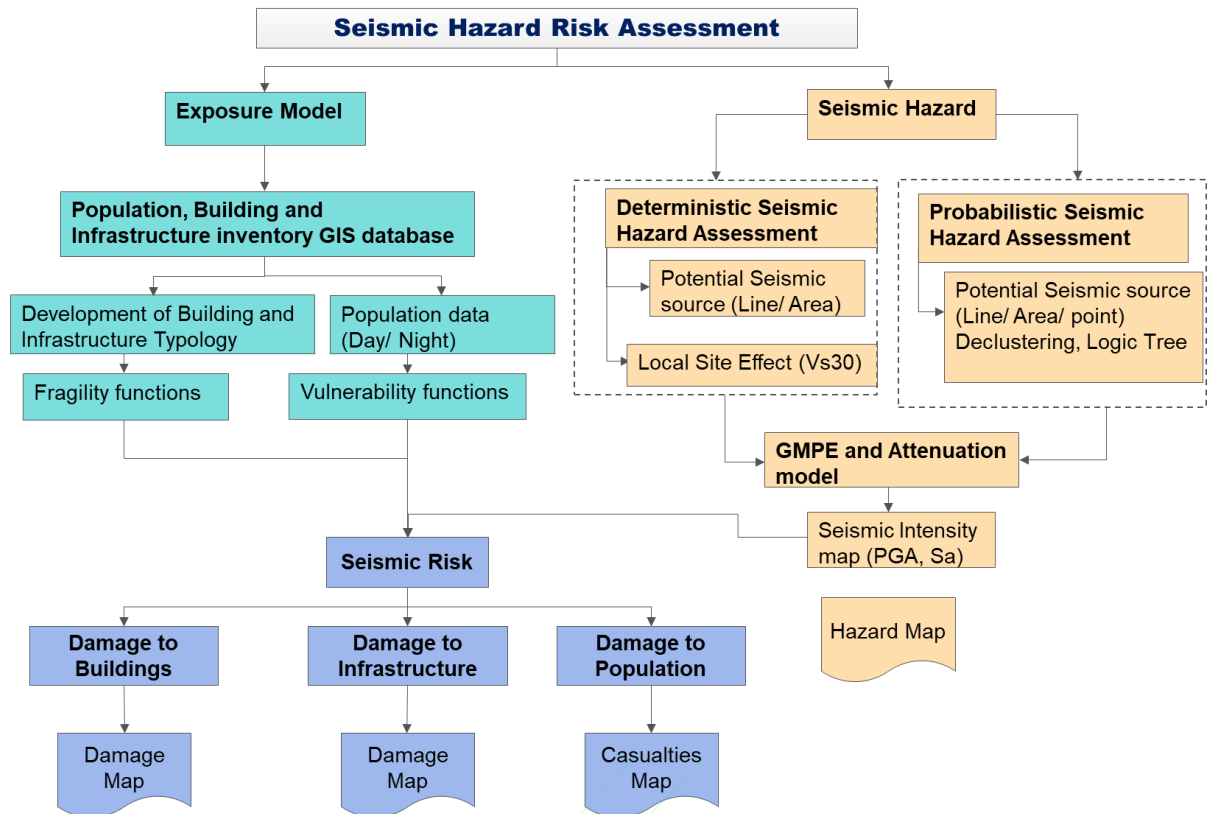 Seismic Hazard Risk Assessment
Exposure Model
Seismic Hazard
Population, Building and
Infrastructure inventory GIS database
Deterministic Seismic
Hazard Assessment
Probabilistic Seismic
Hazard Assessment
Potential Seismic
source (Line/ Area)
Potential Seismic source
(Line/ Area/ point)
Declustering, Logic Tree
Development of Building and
Infrastructure Typology
Population data
(Day/ Night)
Local Site Effect (Vs30)
Fragility functions
Vulnerability functions
GMPE and Attenuation
model
Seismic Intensity
map (PGA, Sa)
Seismic Risk
Hazard Map
Damage to
Buildings
Damage to
Infrastructure
Damage to
Population
Damage
Map
Damage
Map
Casualties
Map